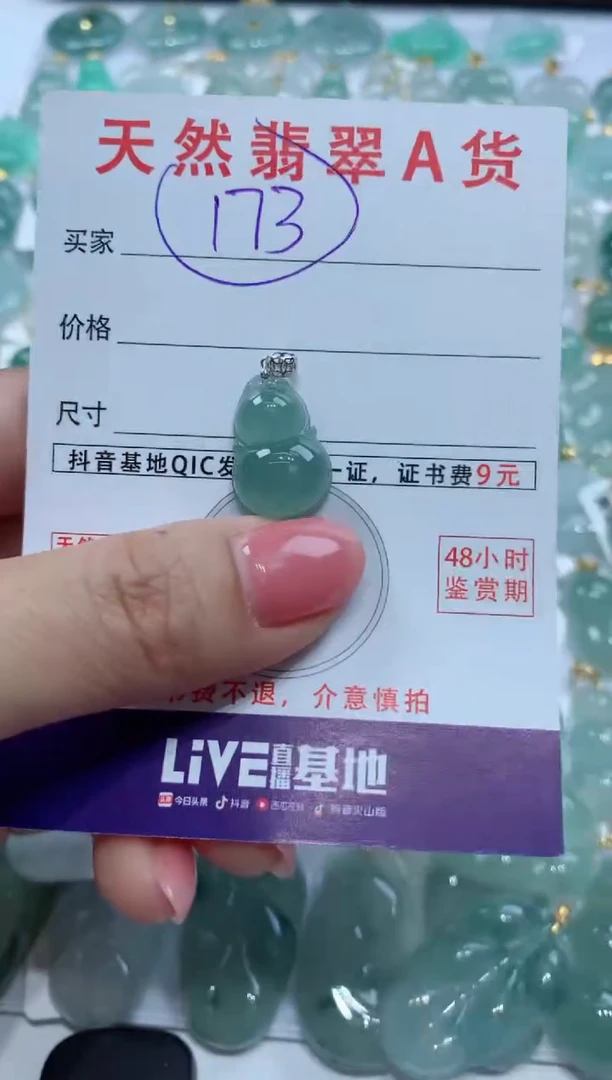 天然翡翠A货
173
买家
价格
尺寸
抖音基地QIC发 一证，证书费9元
48小时
鉴赏期
费不退，介意慎拍
LiVE直播基地
今日头条 抖音 西瓜视频 抖音火山版